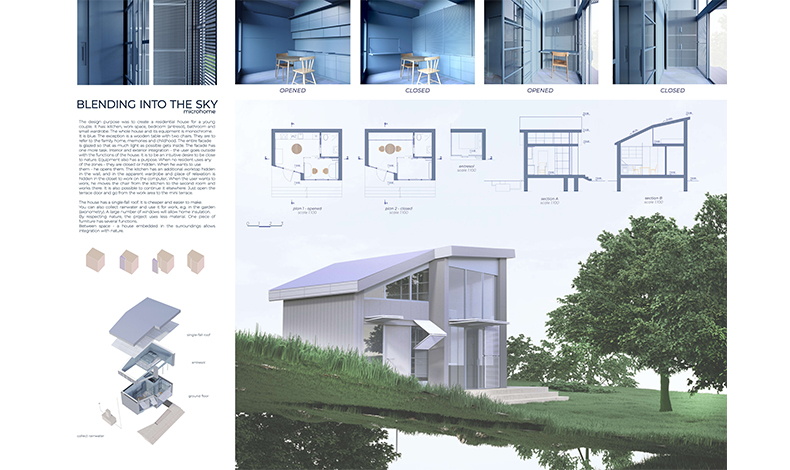 OPENED
CLOSED
OPENED
CLOSED
BLENDING INTO THE SKY
microhome
The design purpose was to create a residential house for a young
couple. It has kitchen, work space, bedroom (antresol), bathroom and
small wardrobe. The whole house and its equipment is monochrome
- it is blue. The exception is a wooden table with two chairs. They are to
refer to the family home, memories and childhood. The entire facade
is glazed so that as much light as possible gets inside. The facade has
one more task. Interior and exterior integration - the user goes outside
with the functions of the house. It is to be an intuitive desire to be closer
to nature. Equipment also has a purpose. When no resident uses any
of the zones - they are closed or hidden. When he wants to use
them - he opens them. The kitchen has an additional worktop hidden
in the wall, and in the apparent wardrobe and place of relaxation is
hidden in the closet to work on the computer. When the user wants to
work, he moves the chair from the kitchen to the second room and
works there. It is also possible to continue it elsewhere. Just open the
terrace door and go from the work area to the mini terrace.
The house has a single-fall roof. It is cheaper and easier to make.
You can also collect rainwater and use it for work, e.g. in the garden
(axonometry). A large number of windows will allow home insulation.
By respecting nature, the project uses less material. One piece of
furniture has several functions.
Between space - a house embedded in the surroundings allows
integration with nature.
plan 1 - opened
scale 1:100
plan 2 - closed
scale 1:100
antresol
scale 1:100
section A
scale 1:100
section B
scale 1:100
single-fall roof
antresol
ground floor
collect rainwater